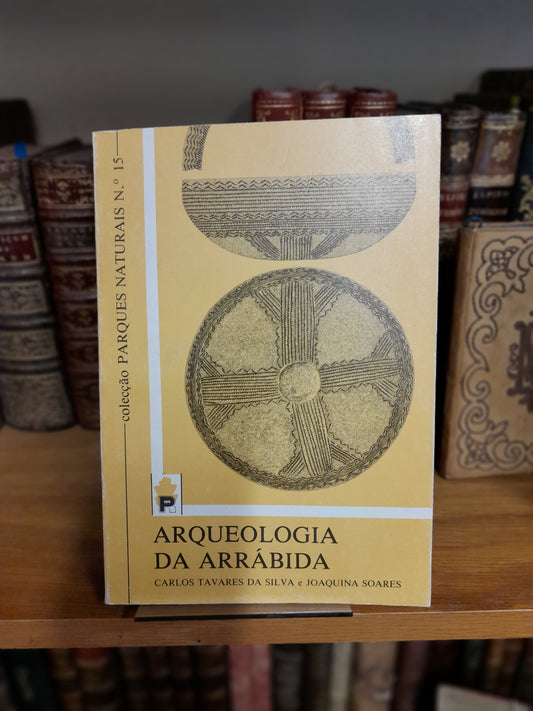 colecção PARQUES NATURAIS N.º 15
P
ARQUEOLOGIA
DA ARRÁBIDA
CARLOS TAVARES DA SILVA e JOAQUINA SOARES